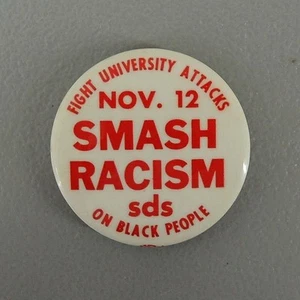 FIGHT UNIVERSITY ATTACKS
NOV. 12
SMASH
RACISM
sds
ON BLACK PEOPLE